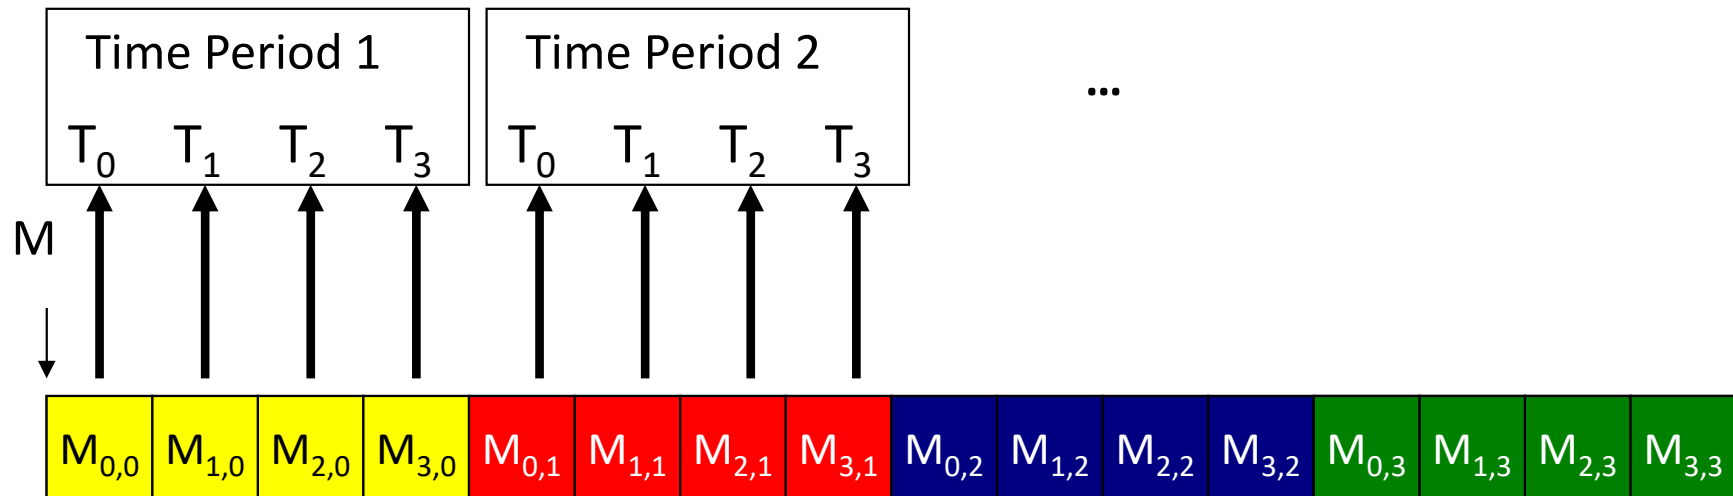 Time Period 1 Time Period 2
...
T0 T1 T2 T3 T0 T1 T2 T3
M
M0,0 M1,0 M2,0 M3,0 M0,1 M1,1 M2,1 M3,1 M0,2 M1,2 M2,2 M3,2 M0,3 M1,3 M2,3 M3,3